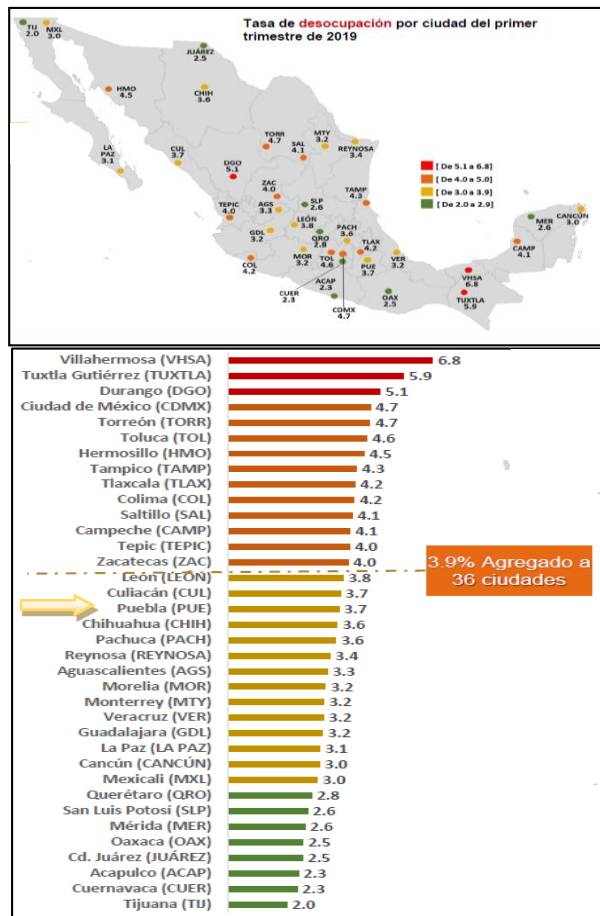 Tasa de desocupación por ciudad del primer
trimestre de 2019
TIJ
2.0
MXL
3.0
JUÁREZ
2.5
HMO
4.5
CHIH
3.6
LA
PAZ
3.1
CUL
3.7
TORR
4.7
SAL
4.1
MTY
3.2
REYNOSA
3.4
DGO
5.1
ZAC
4.0
TEPIC
4.0
AGS
3.3
SLP
2.6
TAMP
4.3
LEÓN
3.8
GDL
3.2
QRO
2.8
PACH
3.6
TLAX
4.2
MOR
3.2
TOL
4.6
PUE
3.7
VER
3.2
COL
4.2
CUER
2.3
ACAP
2.3
CDMX
4.7
OAX
2.5
MER
2.6
CANCÚN
3.0
CAMP
4.1
VHSA
6.8
TUXTLA
5.9
[ De 5.1 a 6.8]
[ De 4.0 a 5.0]
[ De 3.0 a 3.9]
[ De 2.0 a 2.9]
Villahermosa (VHSA) 6.8
Tuxtla Gutiérrez (TUXTLA) 5.9
Durango (DGO) 5.1
Ciudad de México (CDMX) 4.7
Torreón (TORR) 4.7
Toluca (TOL) 4.6
Hermosillo (HMO) 4.5
Tampico (TAMP) 4.3
Tlaxcala (TLAX) 4.2
Colima (COL) 4.2
Saltillo (SAL) 4.1
Campeche (CAMP) 4.1
Tepic (TEPIC) 4.0
Zacatecas (ZAC) 4.0
3.9% Agregado a
36 ciudades
León (LEÓN) 3.8
Culiacán (CUL) 3.7
Puebla (PUE) 3.7
Chihuahua (CHIH) 3.6
Pachuca (PACH) 3.6
Reynosa (REYNOSA) 3.4
Aguascalientes (AGS) 3.3
Morelia (MOR) 3.2
Monterrey (MTY) 3.2
Veracruz (VER) 3.2
Guadalajara (GDL) 3.2
La Paz (LA PAZ) 3.1
Cancún (CANCÚN) 3.0
Mexicali (MXL) 3.0
Querétaro (QRO) 2.8
San Luis Potosí (SLP) 2.6
Mérida (MER) 2.6
Oaxaca (OAX) 2.5
Cd. Juárez (JUÁREZ) 2.5
Acapulco (ACAP) 2.3
Cuernavaca (CUER) 2.3
Tijuana (TIJ) 2.0